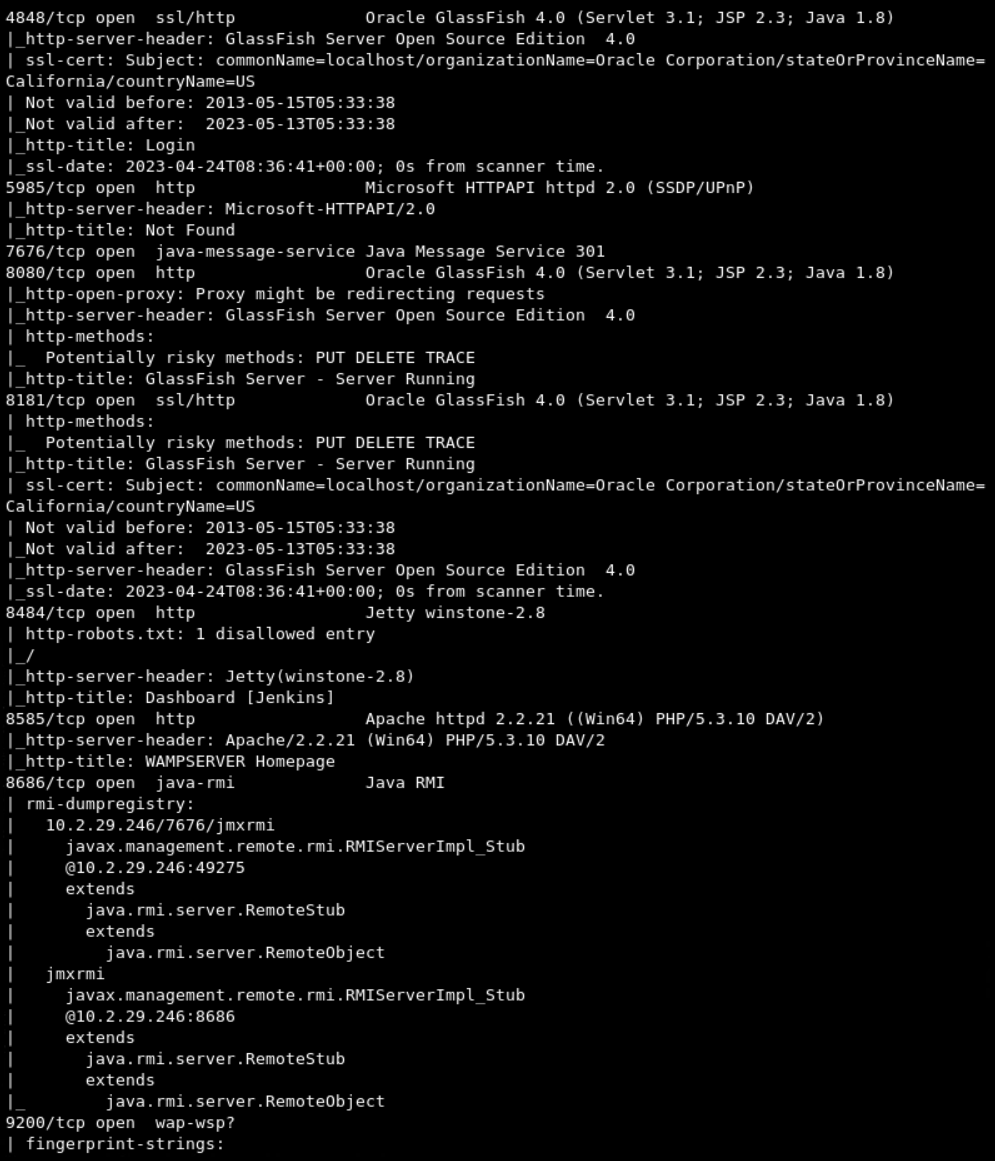 4848/tcp open  ssl/http             Oracle GlassFish 4.0 (Servlet 3.1; JSP 2.3; Java 1.8)
|_http-server-header: GlassFish Server Open Source Edition  4.0
| ssl-cert: Subject: commonName=localhost/organizationName=Oracle Corporation/stateOrProvinceName=
California/countryName=US
| Not valid before: 2013-05-15T05:33:38
|_Not valid after:  2023-05-13T05:33:38
|_http-title: Login
|_ssl-date: 2023-04-24T08:36:41+00:00; 0s from scanner time.
5985/tcp open  http                 Microsoft HTTPAPI httpd 2.0 (SSDP/UPnP)
|_http-server-header: Microsoft-HTTPAPI/2.0
|_http-title: Not Found
7676/tcp open  java-message-service Java Message Service 301
8080/tcp open  http                 Oracle GlassFish 4.0 (Servlet 3.1; JSP 2.3; Java 1.8)
|_http-open-proxy: Proxy might be redirecting requests
|_http-server-header: GlassFish Server Open Source Edition  4.0
| http-methods:
|_  Potentially risky methods: PUT DELETE TRACE
|_http-title: GlassFish Server - Server Running
8181/tcp open  ssl/http             Oracle GlassFish 4.0 (Servlet 3.1; JSP 2.3; Java 1.8)
| http-methods:
|_  Potentially risky methods: PUT DELETE TRACE
|_http-title: GlassFish Server - Server Running
| ssl-cert: Subject: commonName=localhost/organizationName=Oracle Corporation/stateOrProvinceName=
California/countryName=US
| Not valid before: 2013-05-15T05:33:38
|_Not valid after:  2023-05-13T05:33:38
|_http-server-header: GlassFish Server Open Source Edition  4.0
|_ssl-date: 2023-04-24T08:36:41+00:00; 0s from scanner time.
8484/tcp open  http                 Jetty winstone-2.8
| http-robots.txt: 1 disallowed entry
|_/
|_http-server-header: Jetty(winstone-2.8)
|_http-title: Dashboard [Jenkins]
8585/tcp open  http                 Apache httpd 2.2.21 ((Win64) PHP/5.3.10 DAV/2)
|_http-server-header: Apache/2.2.21 (Win64) PHP/5.3.10 DAV/2
|_http-title: WAMPSERVER Homepage
8686/tcp open  java-rmi             Java RMI
| rmi-dumpregistry:
|   10.2.29.246/7676/jmxrmi
|     javax.management.remote.rmi.RMIServerImpl_Stub
|     @10.2.29.246:49275
|     extends
|       java.rmi.server.RemoteStub
|       extends
|         java.rmi.server.RemoteObject
|   jmxrmi
|     javax.management.remote.rmi.RMIServerImpl_Stub
|     @10.2.29.246:8686
|     extends
|       java.rmi.server.RemoteStub
|       extends
|_        java.rmi.server.RemoteObject
9200/tcp open  wap-wsp?
| fingerprint-strings: